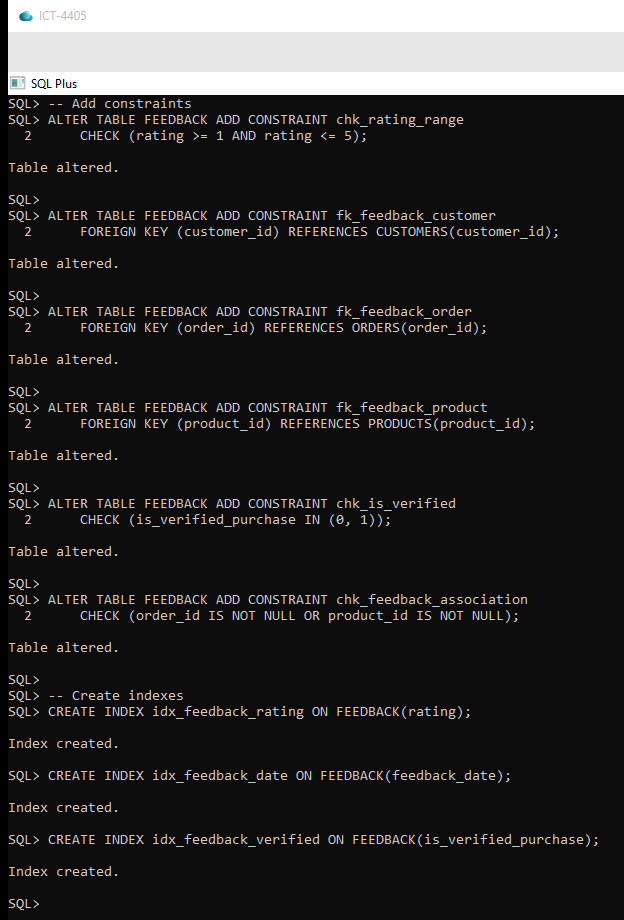 ICT-4405
SQL Plus
SQL> -- Add constraints
SQL> ALTER TABLE FEEDBACK ADD CONSTRAINT chk_rating_range
  2      CHECK (rating >= 1 AND rating <= 5);
Table altered.
SQL>
SQL> ALTER TABLE FEEDBACK ADD CONSTRAINT fk_feedback_customer
  2      FOREIGN KEY (customer_id) REFERENCES CUSTOMERS(customer_id);
Table altered.
SQL>
SQL> ALTER TABLE FEEDBACK ADD CONSTRAINT fk_feedback_order
  2      FOREIGN KEY (order_id) REFERENCES ORDERS(order_id);
Table altered.
SQL>
SQL> ALTER TABLE FEEDBACK ADD CONSTRAINT fk_feedback_product
  2      FOREIGN KEY (product_id) REFERENCES PRODUCTS(product_id);
Table altered.
SQL>
SQL> ALTER TABLE FEEDBACK ADD CONSTRAINT chk_is_verified
  2      CHECK (is_verified_purchase IN (0, 1));
Table altered.
SQL>
SQL> ALTER TABLE FEEDBACK ADD CONSTRAINT chk_feedback_association
  2      CHECK (order_id IS NOT NULL OR product_id IS NOT NULL);
Table altered.
SQL>
SQL> -- Create indexes
SQL> CREATE INDEX idx_feedback_rating ON FEEDBACK(rating);
Index created.
SQL> CREATE INDEX idx_feedback_date ON FEEDBACK(feedback_date);
Index created.
SQL> CREATE INDEX idx_feedback_verified ON FEEDBACK(is_verified_purchase);
Index created.
SQL>